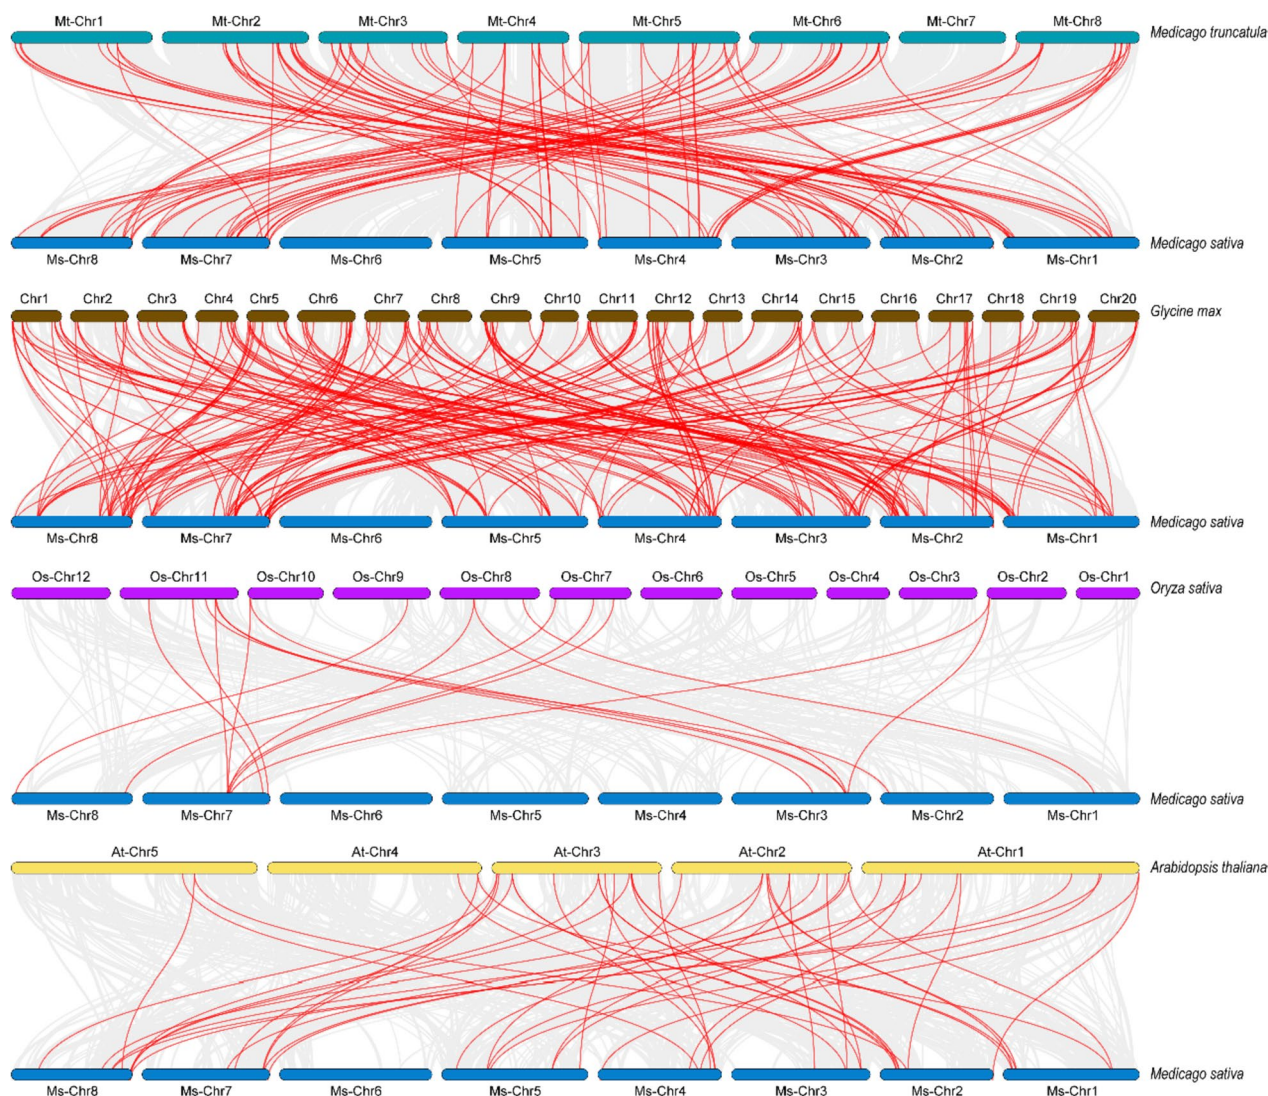 Mt-Chr1 Mt-Chr2 Mt-Chr3 Mt-Chr4 Mt-Chr5 Mt-Chr6 Mt-Chr7 Mt-Chr8
Medicago truncatula
Medicago sativa
Ms-Chr8 Ms-Chr7 Ms-Chr6 Ms-Chr5 Ms-Chr4 Ms-Chr3 Ms-Chr2 Ms-Chr1
Chr1 Chr2 Chr3 Chr4 Chr5 Chr6 Chr7 Chr8 Chr9 Chr10 Chr11 Chr12 Chr13 Chr14 Chr15 Chr16 Chr17 Chr18 Chr19 Chr20
Glycine max
Medicago sativa
Ms-Chr8 Ms-Chr7 Ms-Chr6 Ms-Chr5 Ms-Chr4 Ms-Chr3 Ms-Chr2 Ms-Chr1
Os-Chr12 Os-Chr11 Os-Chr10 Os-Chr9 Os-Chr8 Os-Chr7 Os-Chr6 Os-Chr5 Os-Chr4 Os-Chr3 Os-Chr2 Os-Chr1
Oryza sativa
Medicago sativa
Ms-Chr8 Ms-Chr7 Ms-Chr6 Ms-Chr5 Ms-Chr4 Ms-Chr3 Ms-Chr2 Ms-Chr1
At-Chr5 At-Chr4 At-Chr3 At-Chr2 At-Chr1
Arabidopsis thaliana
Medicago sativa
Ms-Chr8 Ms-Chr7 Ms-Chr6 Ms-Chr5 Ms-Chr4 Ms-Chr3 Ms-Chr2 Ms-Chr1